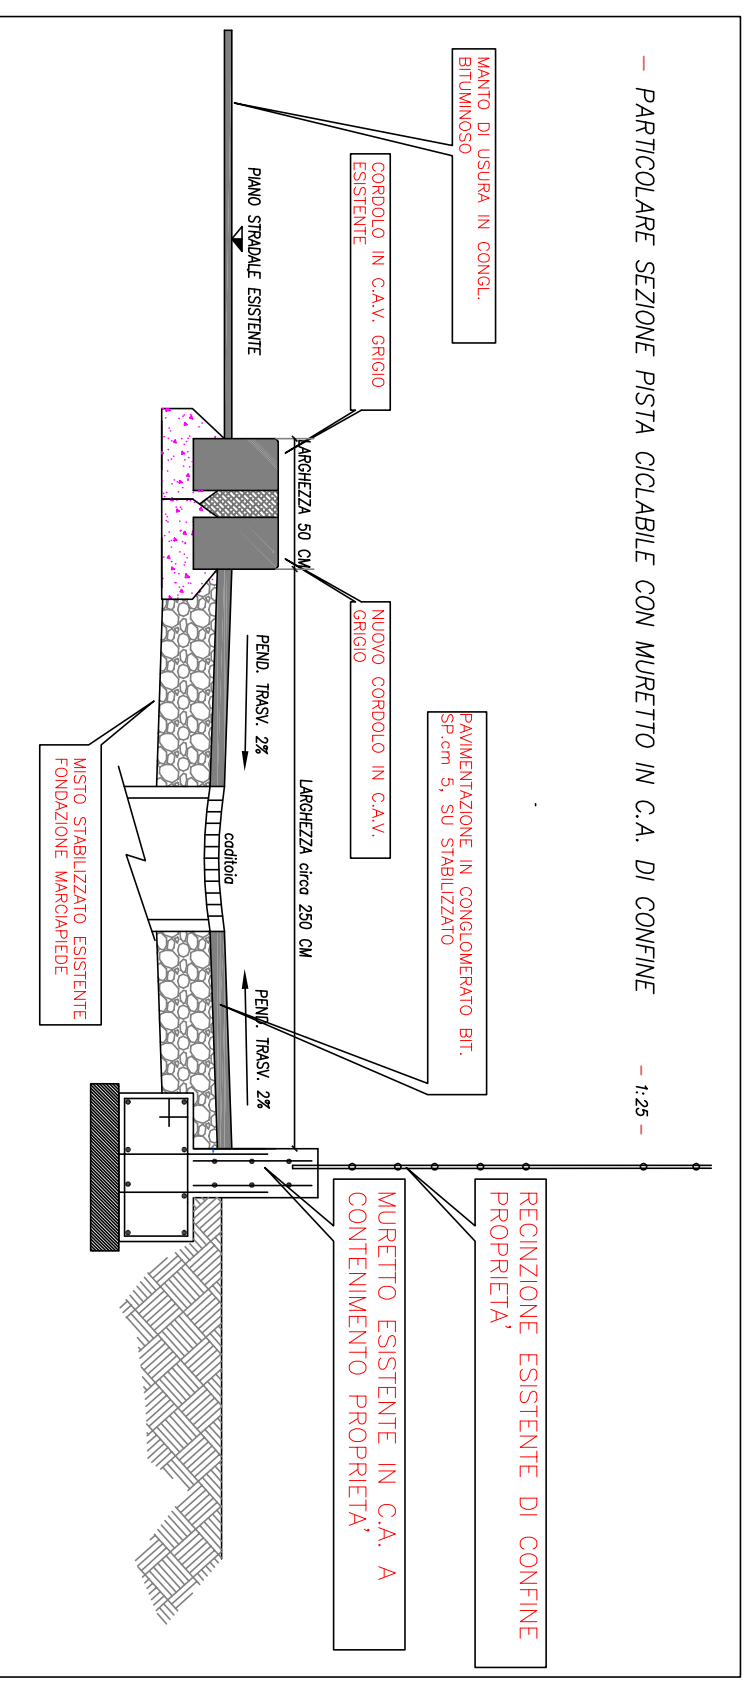 – PARTICOLARE SEZIONE PISTA CICLABILE CON MURETTO IN C.A. DI CONFINE
– 1:25 –
MANTO DI USURA IN CONGL.
BITUMINOSO
CORDOLO IN C.A.V. GRIGIO
ESISTENTE
PIANO STRADALE ESISTENTE
LARGHEZZA 50 CM
NUOVO CORDOLO IN C.A.V.
GRIGIO
PAVIMENTAZIONE IN CONGLOMERATO BIT.
SP.cm 5, SU STABILIZZATO
LARGHEZZA circa 250 CM
PEND. TRASV. 2%
caditoia
PEND. TRASV. 2%
MISTO STABILIZZATO ESISTENTE
FONDAZIONE MARCIAPIEDE
RECINZIONE ESISTENTE DI CONFINE
PROPRIETA'
MURETTO ESISTENTE IN C.A. A
CONTENIMENTO PROPRIETA'